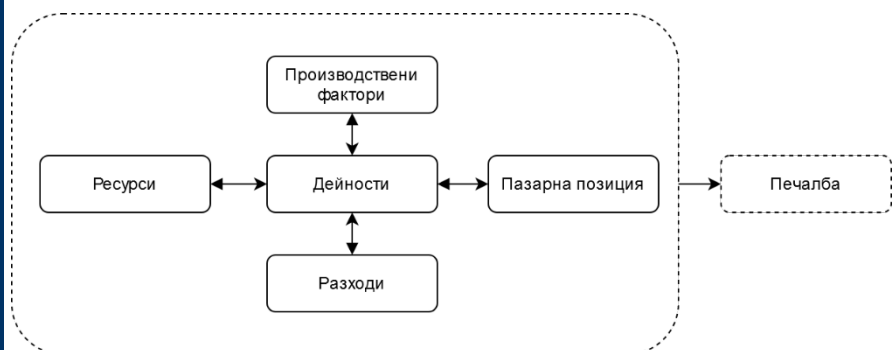 Производствени
фактори
Ресурси
Дейности
Пазарна позиция
Печалба
Разходи